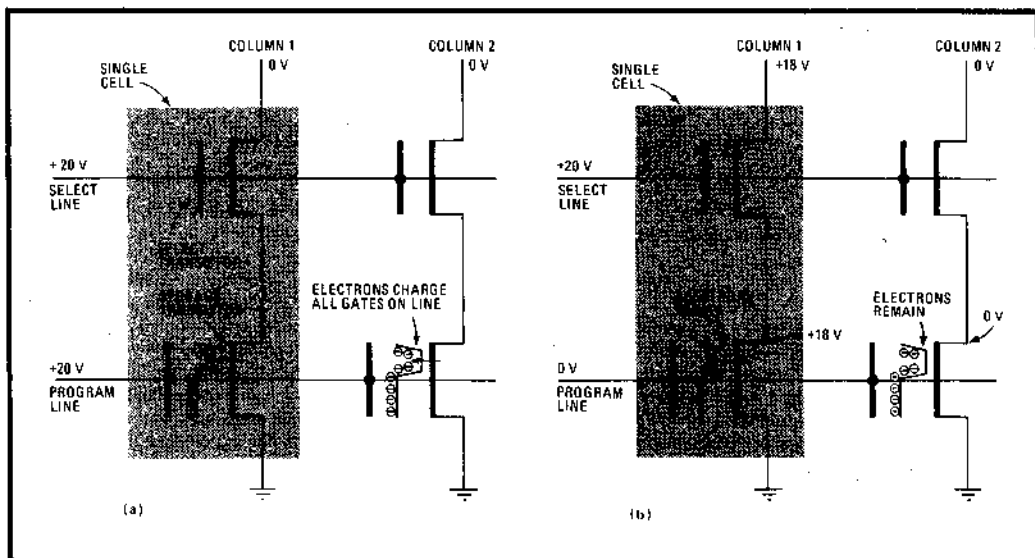 COLUMN 1
0 V
COLUMN 2
0 V
SINGLE
CELL
+20 V
SELECT
LINE
ELECTRONS CHARGE
ALL GATES ON LINE
+20 V
PROGRAM
LINE
(a)
COLUMN 1
+18 V
COLUMN 2
0 V
SINGLE
CELL
+20 V
SELECT
LINE
ELECTRONS
REMAIN
0 V
+18 V
0 V
PROGRAM
LINE
(b)